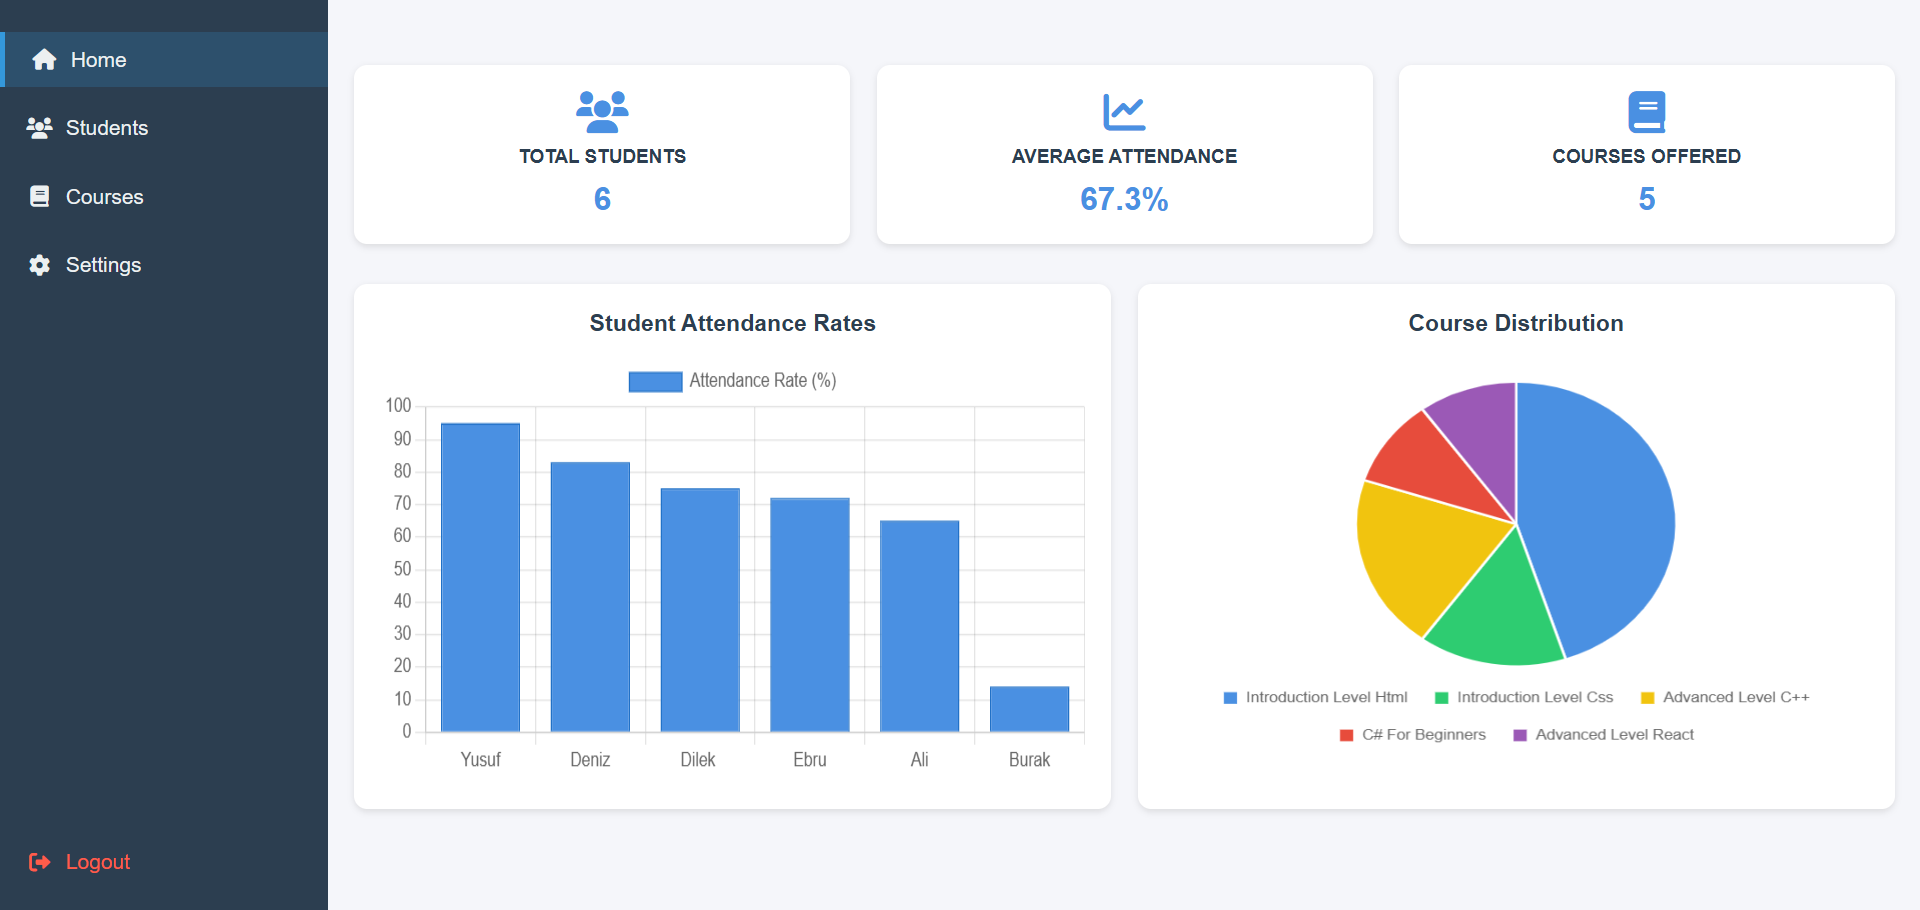 Home
Students
Courses
Settings
Logout
TOTAL STUDENTS
6
AVERAGE ATTENDANCE
67.3%
COURSES OFFERED
5
Student Attendance Rates
Attendance Rate (%)
100
90
80
70
60
50
40
30
20
10
0
Yusuf Deniz Dilek Ebru Ali Burak
Course Distribution
Introduction Level Html Introduction Level Css Advanced Level C++
C# For Beginners Advanced Level React